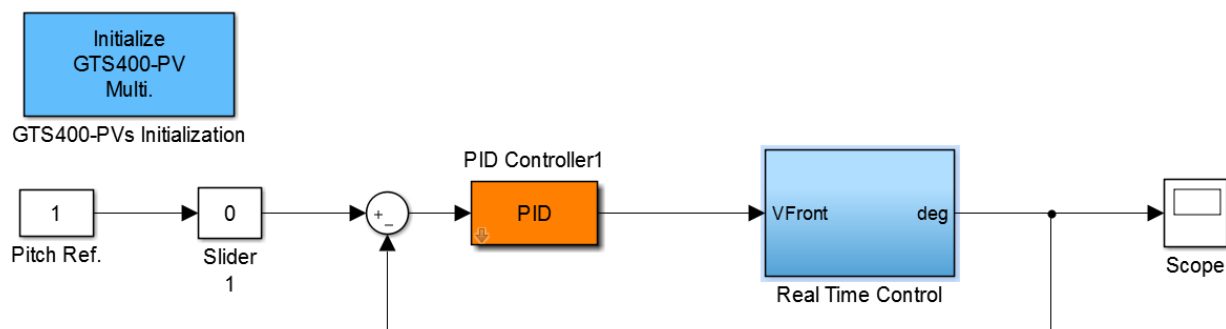 Initialize
GTS400-PV
Multi.
GTS400-PVs Initialization
PID Controller1
1
0
+
−
PID
VFront
deg
Pitch Ref.
Slider
1
Real Time Control
Scope